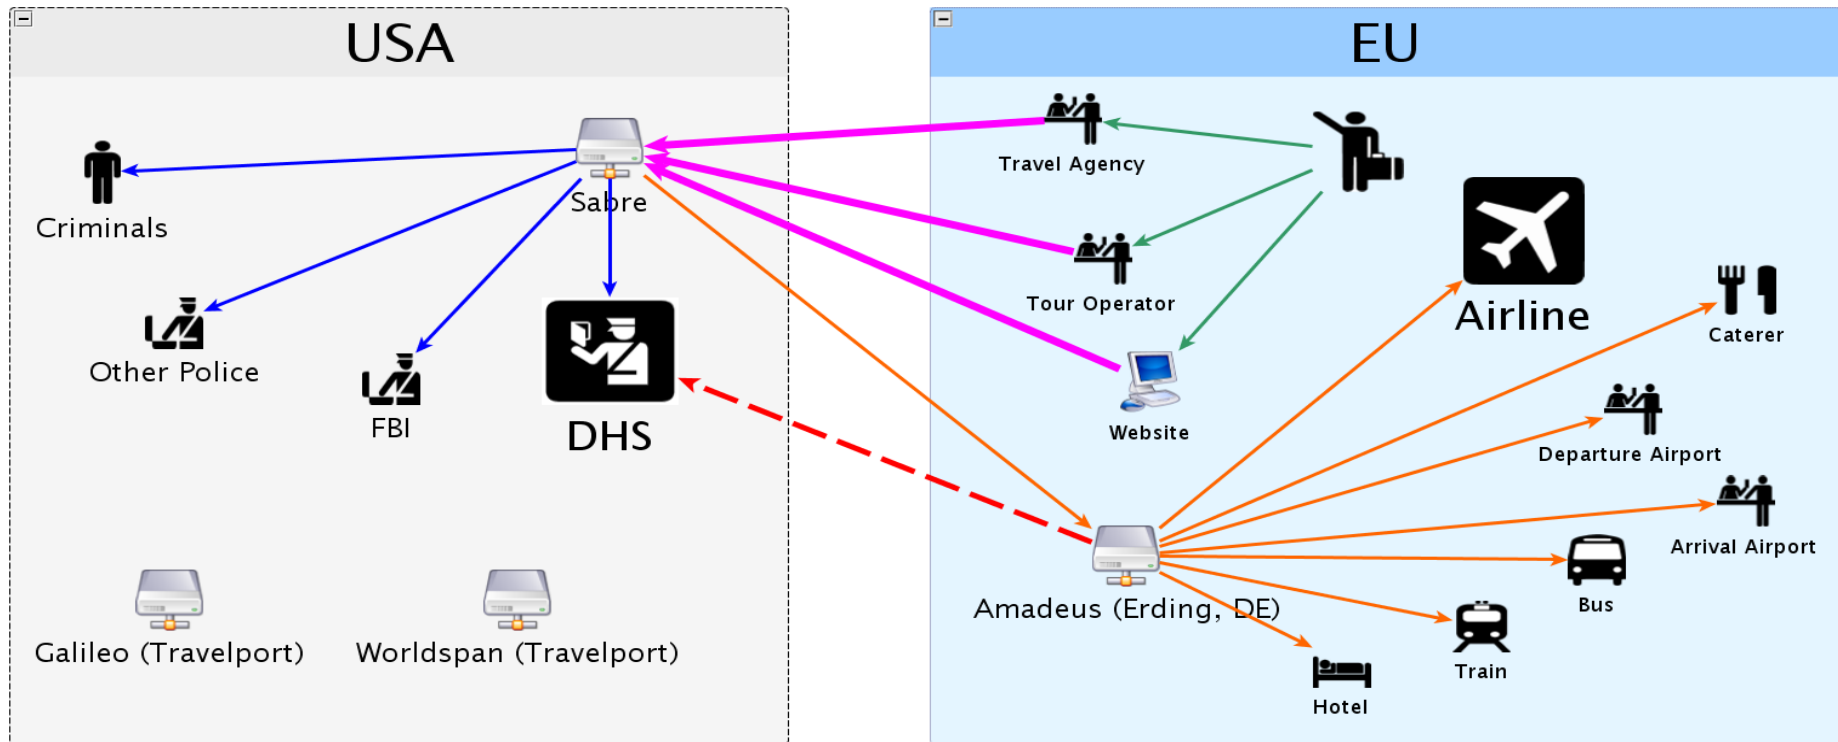 USA
EU
Travel Agency
Sabre
Criminals
Tour Operator
Airline
Caterer
Other Police
FBI
DHS
Website
Departure Airport
Arrival Airport
Amadeus (Erding, DE)
Bus
Galileo (Travelport)
Worldspan (Travelport)
Train
Hotel